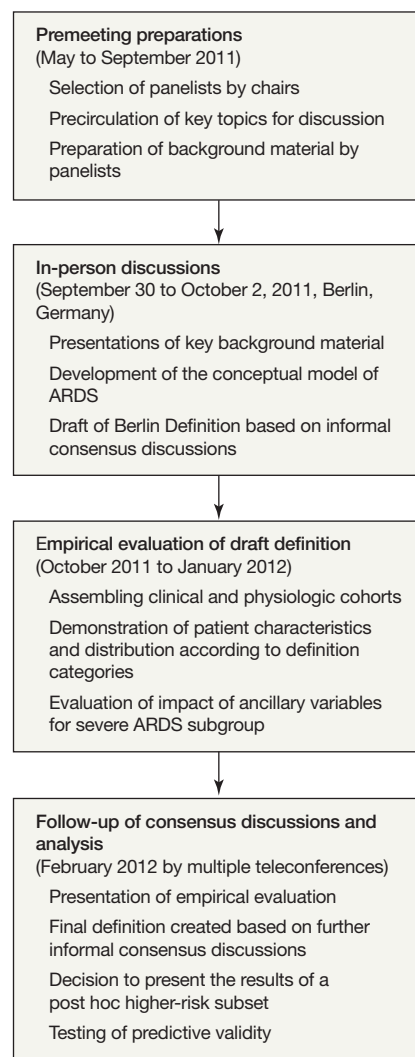 Premeeting preparations
(May to September 2011)
Selection of panelists by chairs
Precirculation of key topics for discussion
Preparation of background material by
panelists
In-person discussions
(September 30 to October 2, 2011, Berlin,
Germany)
Presentations of key background material
Development of the conceptual model of
ARDS
Draft of Berlin Definition based on informal
consensus discussions
Empirical evaluation of draft definition
(October 2011 to January 2012)
Assembling clinical and physiologic cohorts
Demonstration of patient characteristics
and distribution according to definition
categories
Evaluation of impact of ancillary variables
for severe ARDS subgroup
Follow-up of consensus discussions and
analysis
(February 2012 by multiple teleconferences)
Presentation of empirical evaluation
Final definition created based on further
informal consensus discussions
Decision to present the results of a
post hoc higher-risk subset
Testing of predictive validity